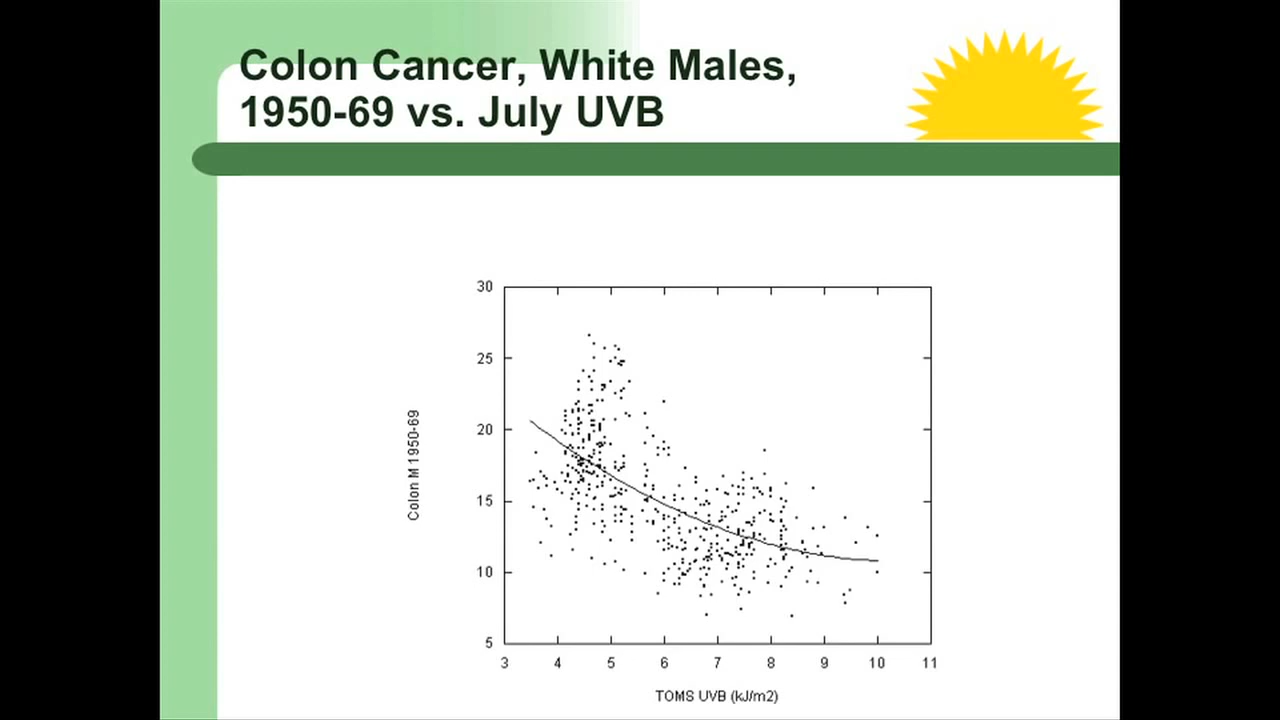 Colon Cancer, White Males,
1950-69 vs. July UVB
30
25
20
15
10
5
Colon M 1950-69
3 4 5 6 7 8 9 10 11
TOMS UVB (kJ/m2)